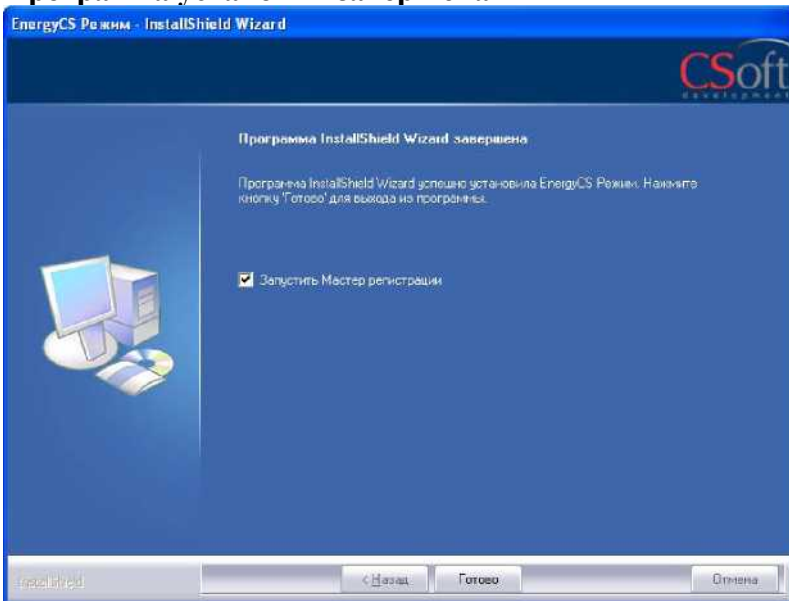 EnergyCS Режим - InstallShield Wizard
CSoft
development
Программа InstallShield Wizard завершена
Программа InstallShield Wizard успешно установила EnergyCS Режим. Нажмите
кнопку 'Готово' для выхода из программы.
Запустить Мастер регистрации
InstallShield
< Назад
Готово
Отмена